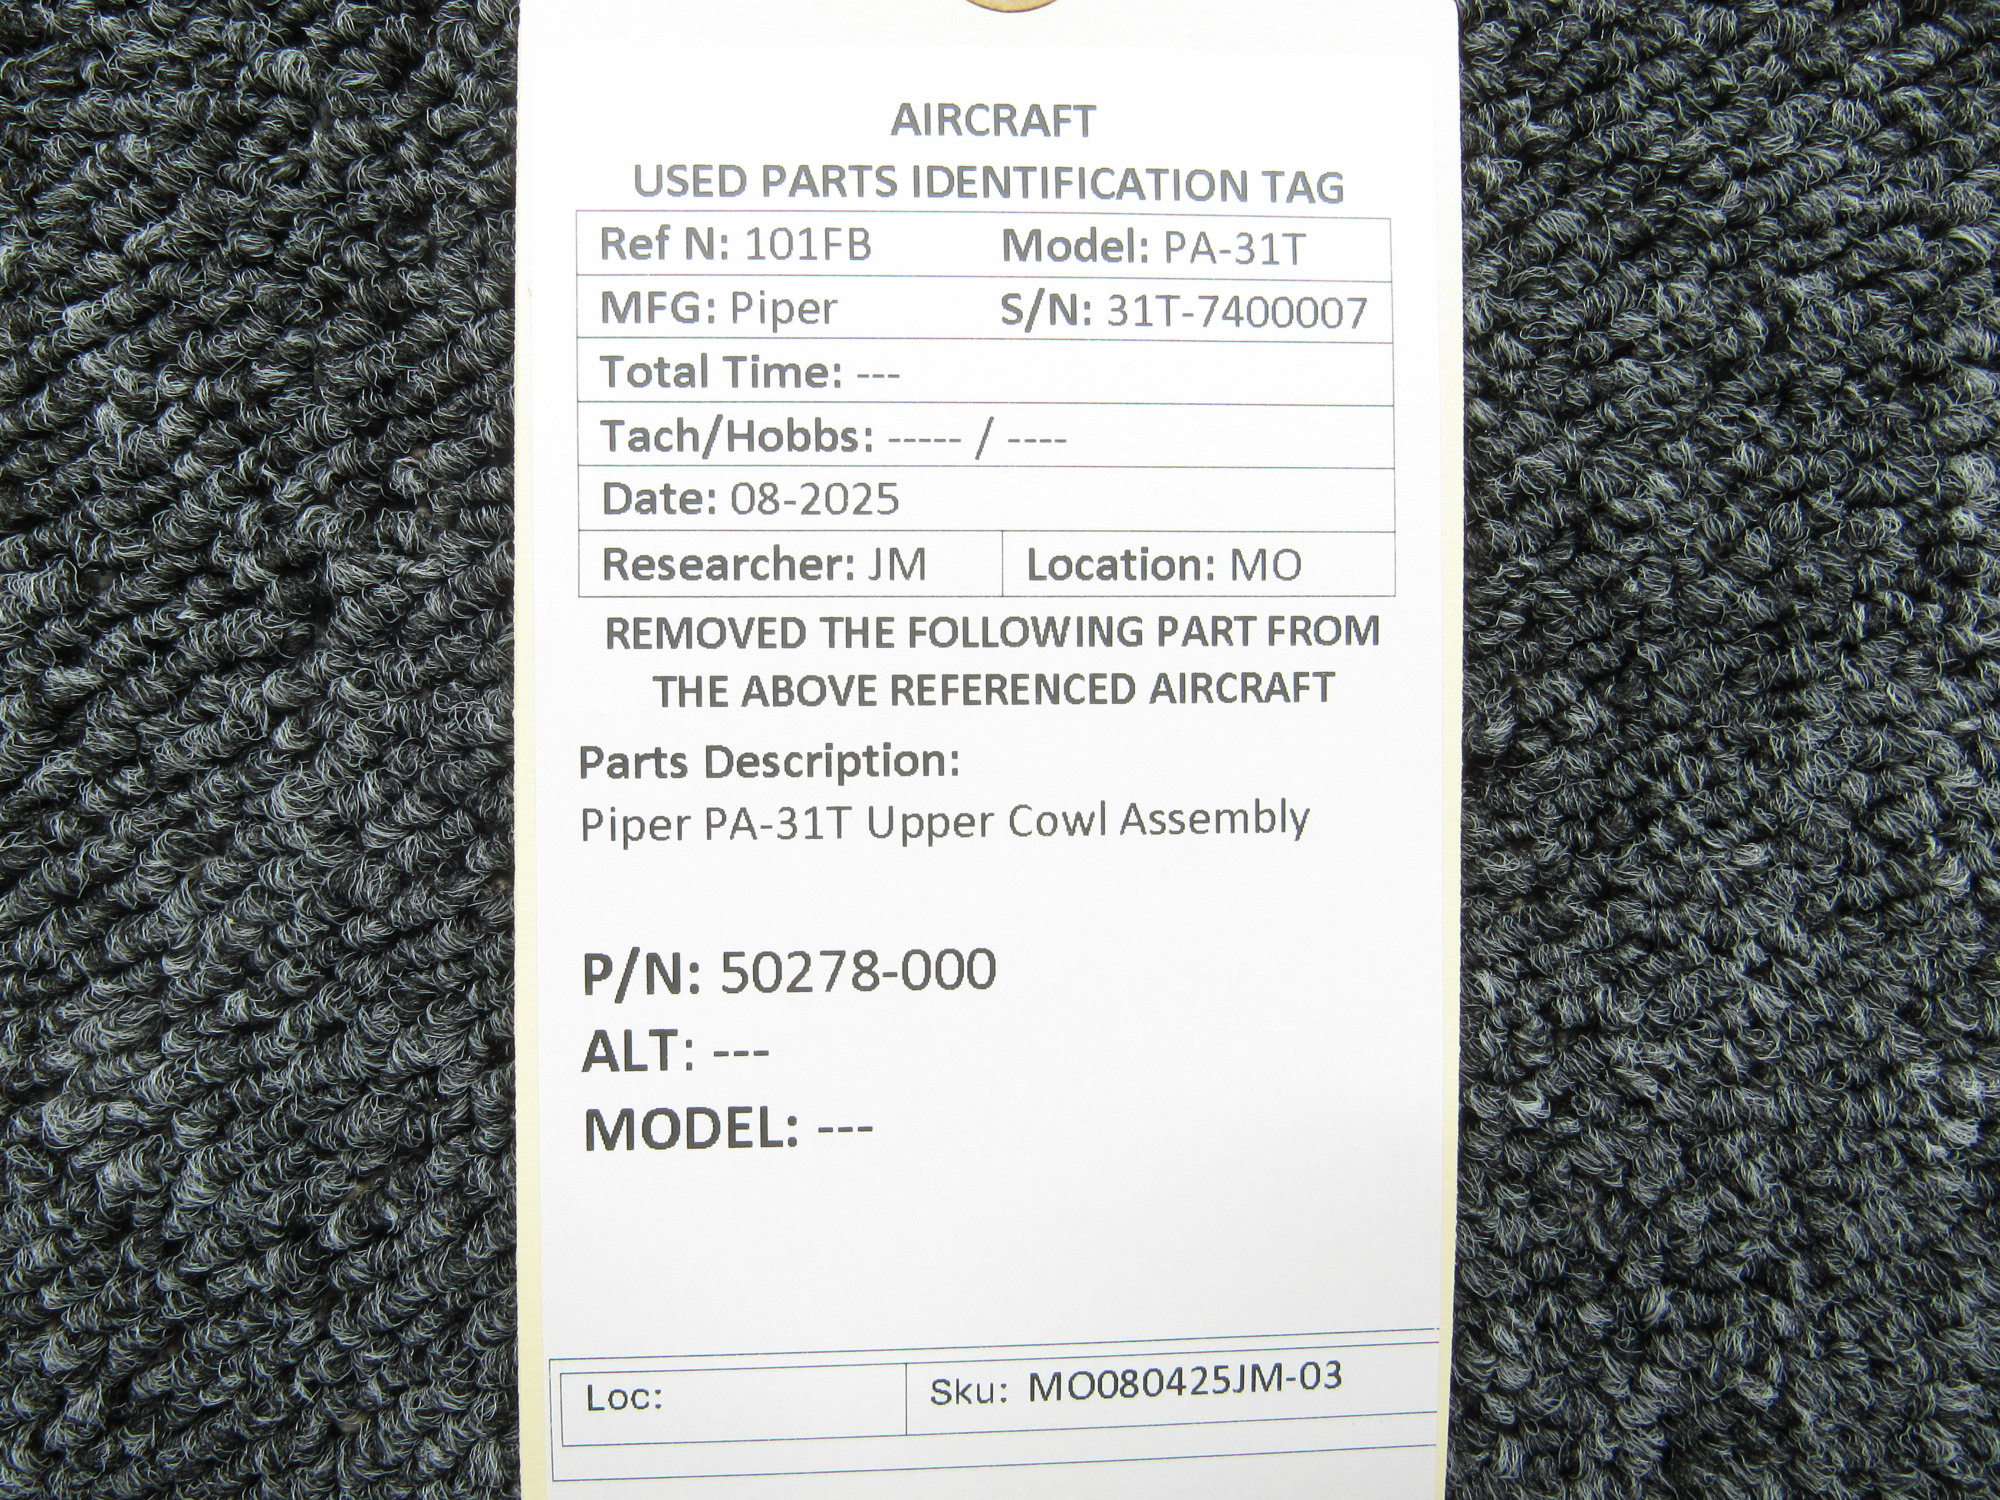 AIRCRAFT
USED PARTS IDENTIFICATION TAG
Ref N: 101FB Model: PA-31T
MFG: Piper S/N: 31T-7400007
Total Time: ---
Tach/Hobbs: ----- / ----
Date: 08-2025
Researcher: JM Location: MO
REMOVED THE FOLLOWING PART FROM
THE ABOVE REFERENCED AIRCRAFT
Parts Description:
Piper PA-31T Upper Cowl Assembly
P/N: 50278-000
ALT: ---
MODEL: ---
Loc: Sku: MO080425JM-03